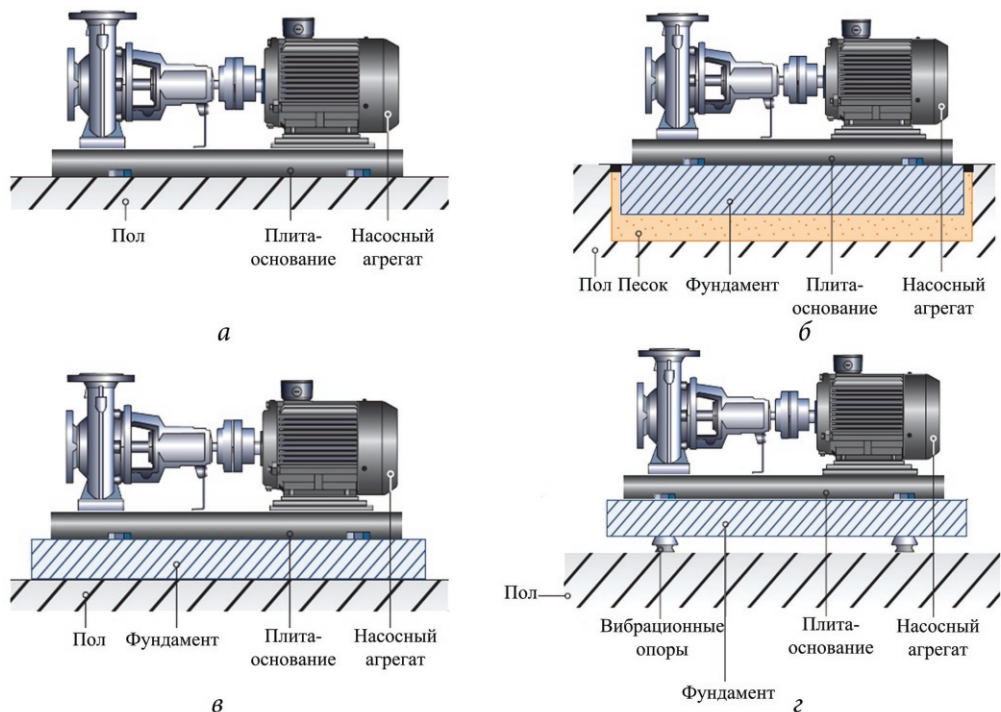 Пол
Плита-
основание
Насосный
агрегат
а
Пол
Песок
Фундамент
Плита-
основание
Насосный
агрегат
б
Пол
Фундамент
Плита-
основание
Насосный
агрегат
в
Пол
Вибрационные
опоры
Фундамент
Плита-
основание
Насосный
агрегат
г